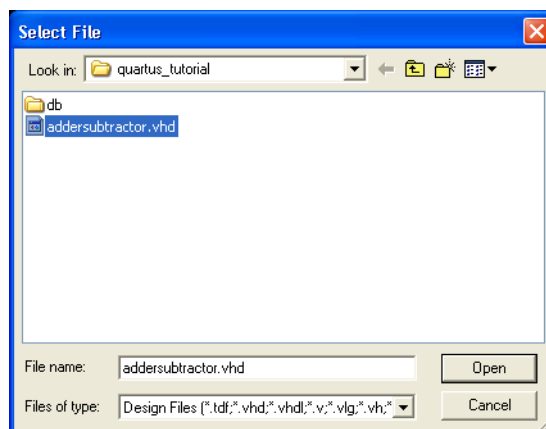 Select File
Look in: quartus_tutorial
db
addersubtractor.vhd
File name: addersubtractor.vhd Open
Files of type: Design Files (*.tdf;*.vhd;*.vhdl;*.v;*.vlg;*.vh;* Cancel